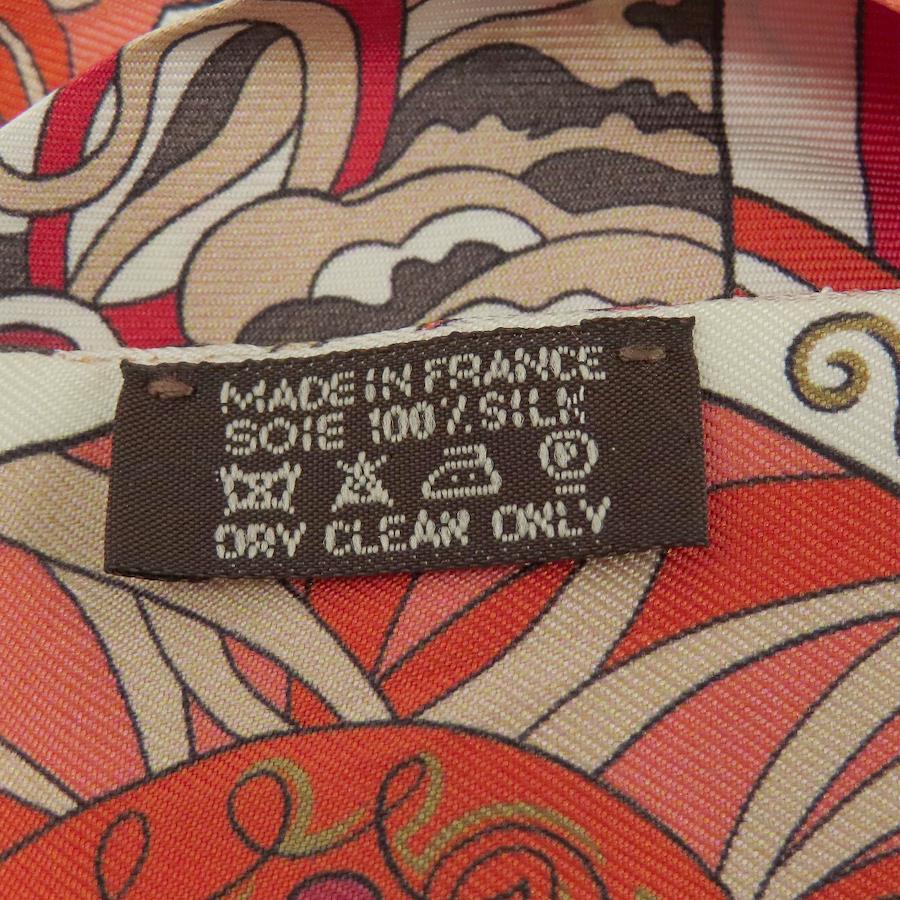 MADE IN FRANCE
SOIE 100% SILK
P
DRY CLEAN ONLY